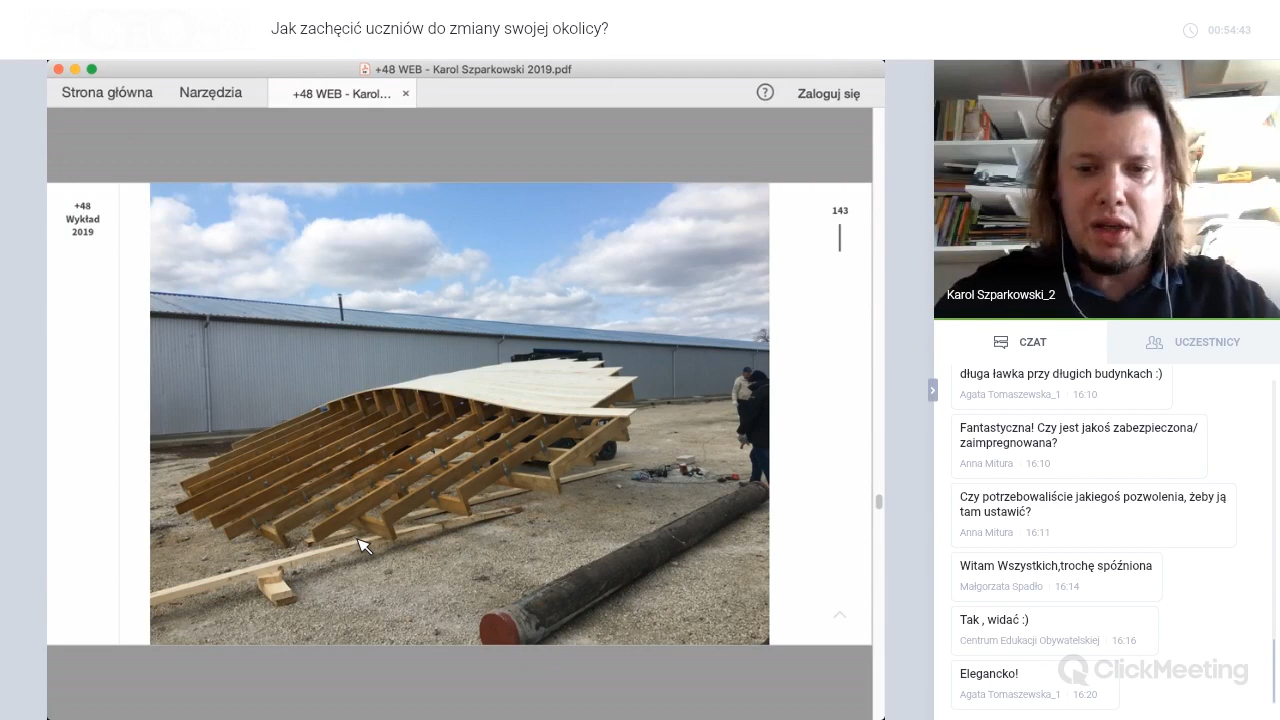 Jak zachęcić uczniów do zmiany swojej okolicy?
00:54:43
+48 WEB - Karol Szparkowski 2019.pdf
Strona główna
Narzędzia
+48 WEB - Karol... ×
?
Zaloguj się
+48
Wykład
2019
143
Karol Szparkowski_2
CZAT
UCZESTNICY
długa ławka przy długich budynkach :)
Agata Tomaszewska_1 · 16:10
Fantastyczna! Czy jest jakoś zabezpieczona/
zaimpregnowana?
Anna Mitura · 16:10
Czy potrzebowaliście jakiegoś pozwolenia, żeby ją
tam ustawić?
Anna Mitura · 16:11
Witam Wszystkich,trochę spóźniona
Małgorzata Spadło · 16:14
Tak , widać :)
Centrum Edukacji Obywatelskiej · 16:16
Elegancko!
Agata Tomaszewska_1 · 16:20
ClickMeeting